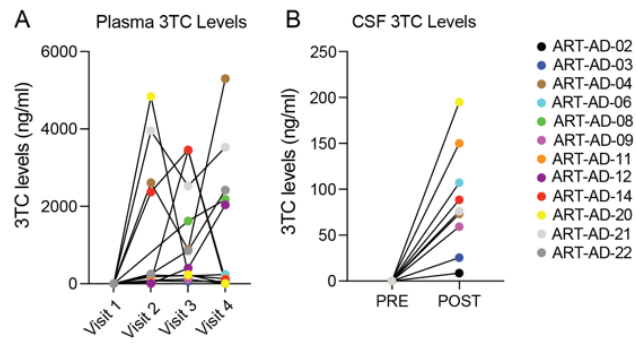 A Plasma 3TC Levels
3TC levels (ng/ml)
6000
4000
2000
0
Visit 1
Visit 2
Visit 3
Visit 4
B CSF 3TC Levels
3TC levels (ng/ml)
250
200
150
100
50
0
PRE
POST
ART-AD-02
ART-AD-03
ART-AD-04
ART-AD-06
ART-AD-08
ART-AD-09
ART-AD-11
ART-AD-12
ART-AD-14
ART-AD-20
ART-AD-21
ART-AD-22